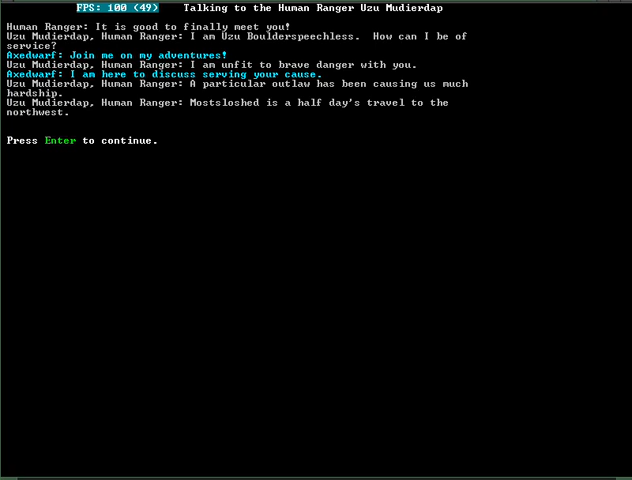 FPS: 100 (49) Talking to the Human Ranger Uzu Mudierdap
Human Ranger: It is good to finally meet you!
Uzu Mudierdap, Human Ranger: I am Uzu Boulderspeechless. How can I be of
service?
Axedwarf: Join me on my adventures!
Uzu Mudierdap, Human Ranger: I am unfit to brave danger with you.
Axedwarf: I am here to discuss serving your cause.
Uzu Mudierdap, Human Ranger: A particular outlaw has been causing us much
hardship.
Uzu Mudierdap, Human Ranger: Mostsloshed is a half day's travel to the
northwest.
Press Enter to continue.